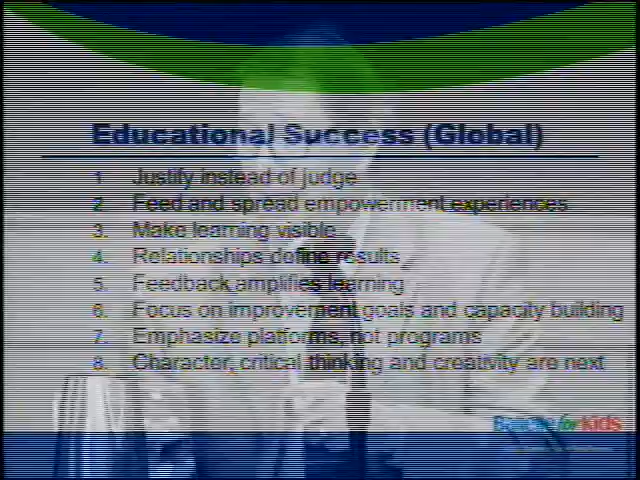 Educational Success (Global)
1. Justify instead of judge
2. Feed and spread empowerment experiences
3. Make learning visible
4. Relationships define results
5. Feedback amplifies learning
6. Focus on improvement goals and capacity building
7. Emphasize platforms, not programs
8. Character, critical thinking and creativity are next
for kids